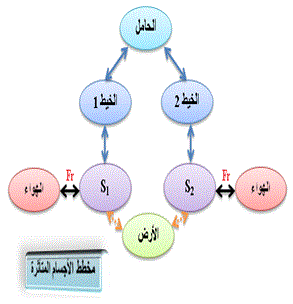 الحامل
الخيط 1
الخيط 2
Fr
Fr
الهواء
S1
S2
الهواء
الأرض
مخطط الأجسام المتأثرة